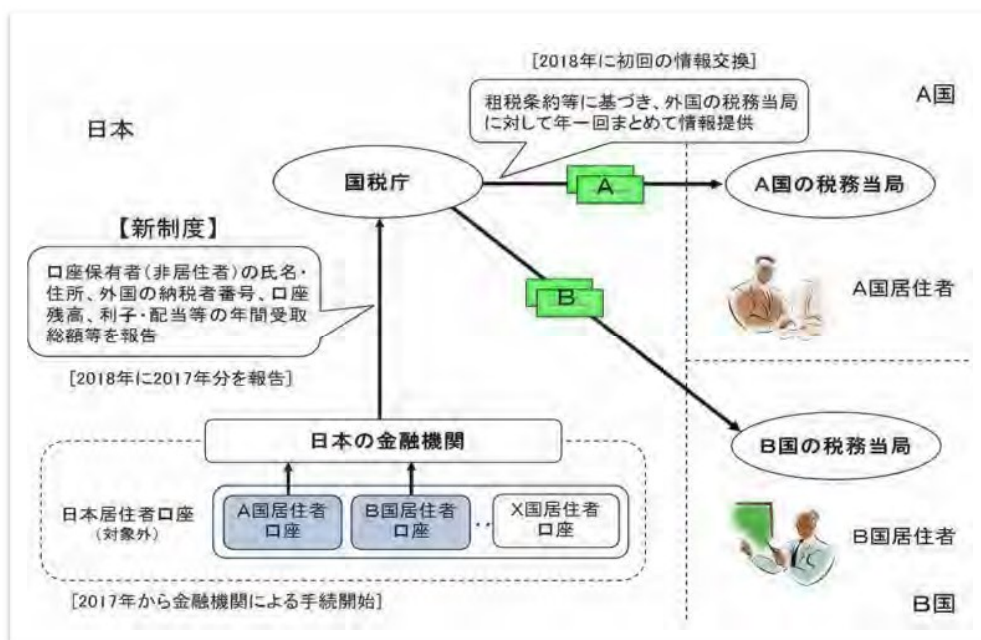 [2018年に初回の情報交換]
租税条約等に基づき、外国の税務当局
に対して年一回まとめて情報提供
A国
日本
国税庁
A
A国の税務当局
【新制度】
口座保有者(非居住者)の氏名・
住所、外国の納税者番号、口座
残高、利子・配当等の年間受取
総額等を報告
B
A国居住者
[2018年に2017年分を報告]
日本の金融機関
B国の税務当局
日本居住者口座
(対象外)
A国居住者
口座
B国居住者
口座
‥
X国居住者
口座
B国居住者
[2017年から金融機関による手続開始]
B国